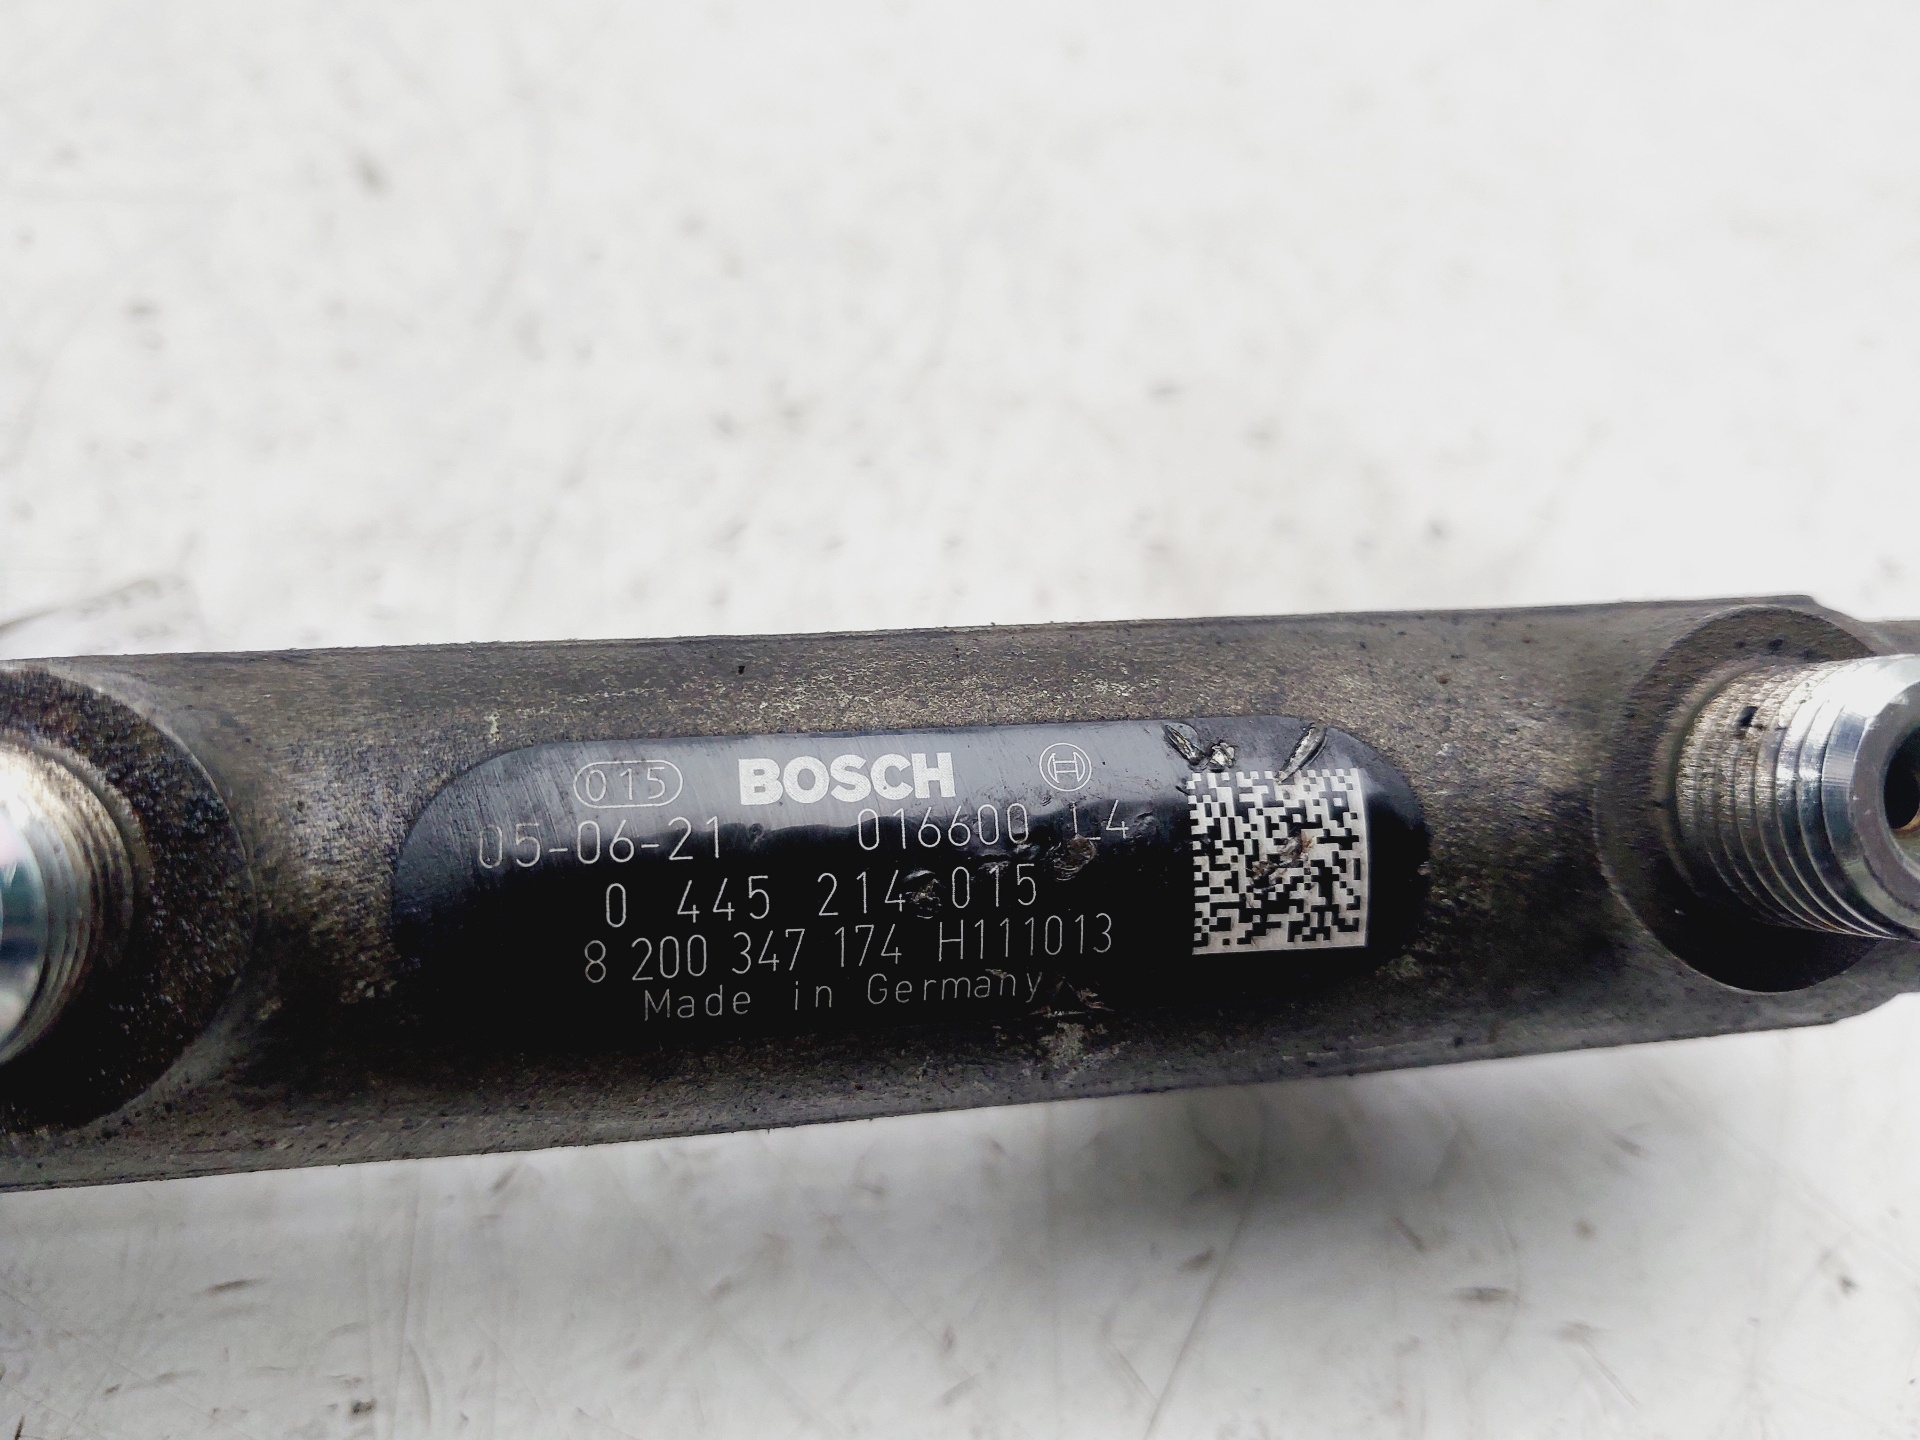 015 BOSCH
05-06-21 016600 L4
0 445 214 015
8 200 347 174 H111013
Made in Germany